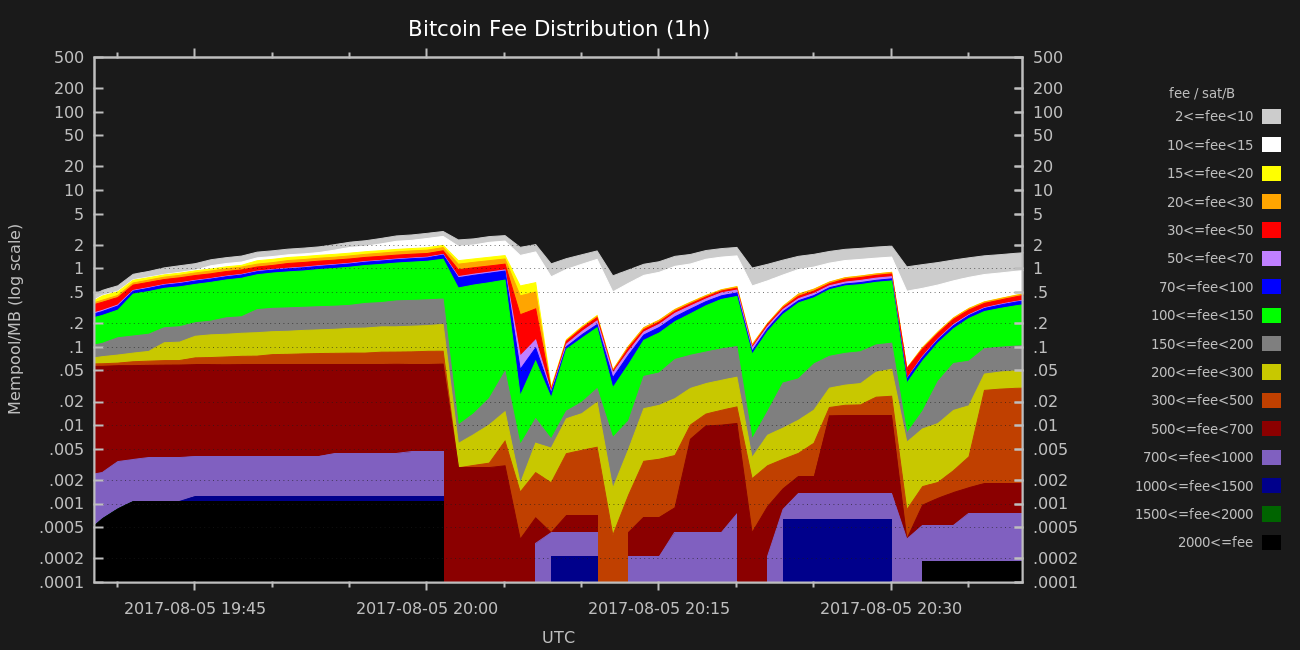 Bitcoin Fee Distribution (1h)
Mempool/MB (log scale)
500
200
100
50
20
10
5
2
1
.5
.2
.1
.05
.02
.01
.005
.002
.001
.0005
.0002
.0001
500
200
100
50
20
10
5
2
1
.5
.2
.1
.05
.02
.01
.005
.002
.001
.0005
.0002
.0001
2017-08-05 19:45
2017-08-05 20:00
2017-08-05 20:15
2017-08-05 20:30
UTC
fee / sat/B
2<=fee<10
10<=fee<15
15<=fee<20
20<=fee<30
30<=fee<50
50<=fee<70
70<=fee<100
100<=fee<150
150<=fee<200
200<=fee<300
300<=fee<500
500<=fee<700
700<=fee<1000
1000<=fee<1500
1500<=fee<2000
2000<=fee